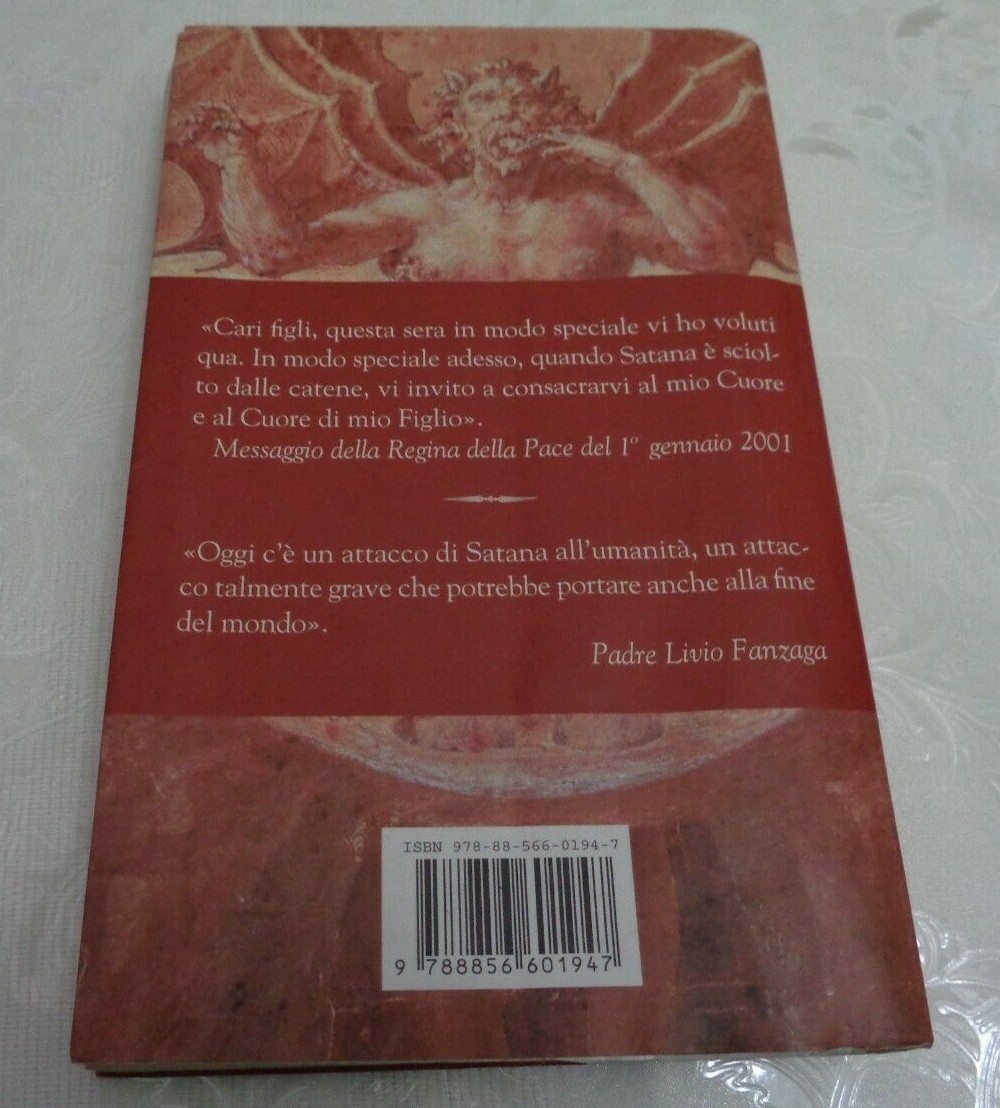 «Cari figli, questa sera in modo speciale vi ho voluti
qua. In modo speciale adesso, quando Satana è sciol-
to dalle catene, vi invito a consacrarvi al mio Cuore
e al Cuore di mio Figlio».
Messaggio della Regina della Pace del 1º gennaio 2001
«Oggi c'è un attacco di Satana all'umanità, un attac-
co talmente grave che potrebbe portare anche alla fine
del mondo».
Padre Livio Fanzaga
ISBN 978-88-566-0194-7
9 788856 601947